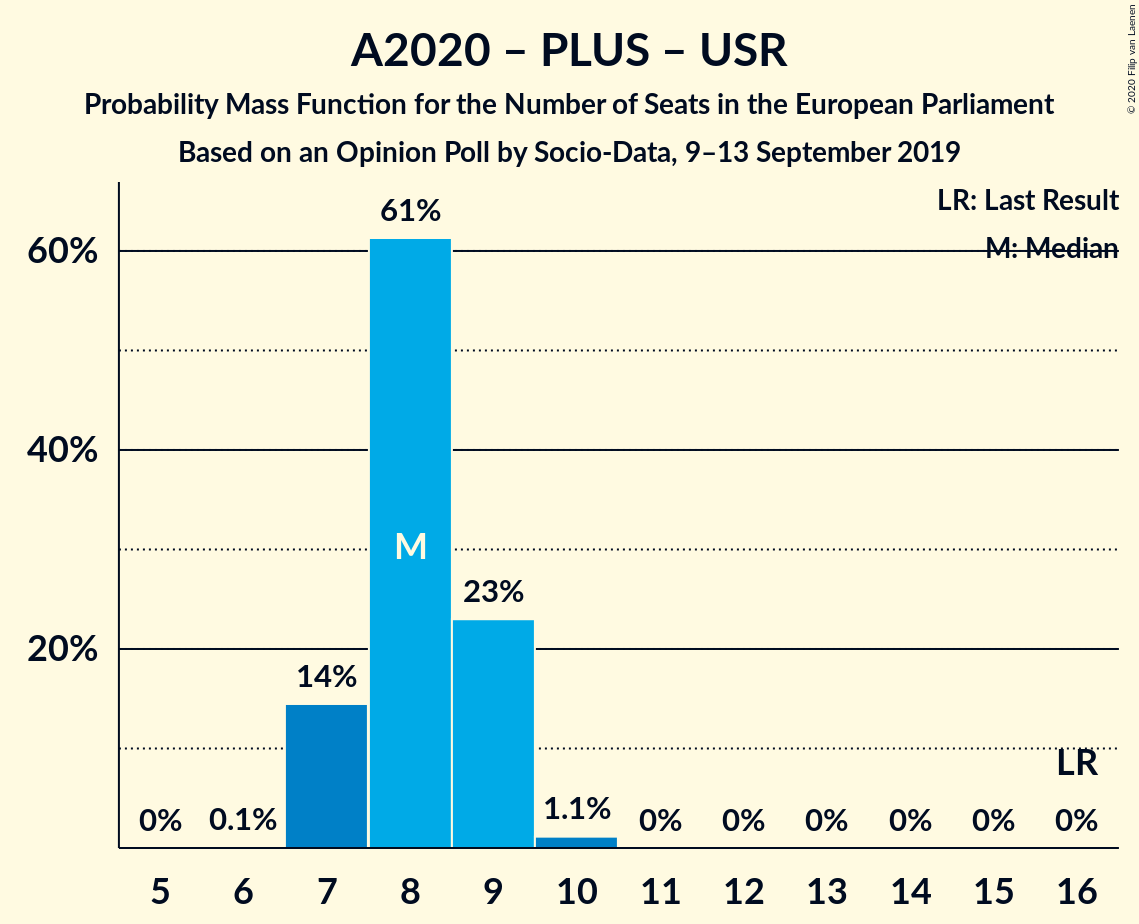 A2020 – PLUS – USR
Probability Mass Function for the Number of Seats in the European Parliament
Based on an Opinion Poll by Socio-Data, 9–13 September 2019
© 2020 Filip van Laenen
LR: Last Result
M: Median
60%
40%
20%
0%
0.1%
14%
61%
M
23%
1.1%
0%
0%
0%
0%
0%
LR
0%
5 6 7 8 9 10 11 12 13 14 15 16